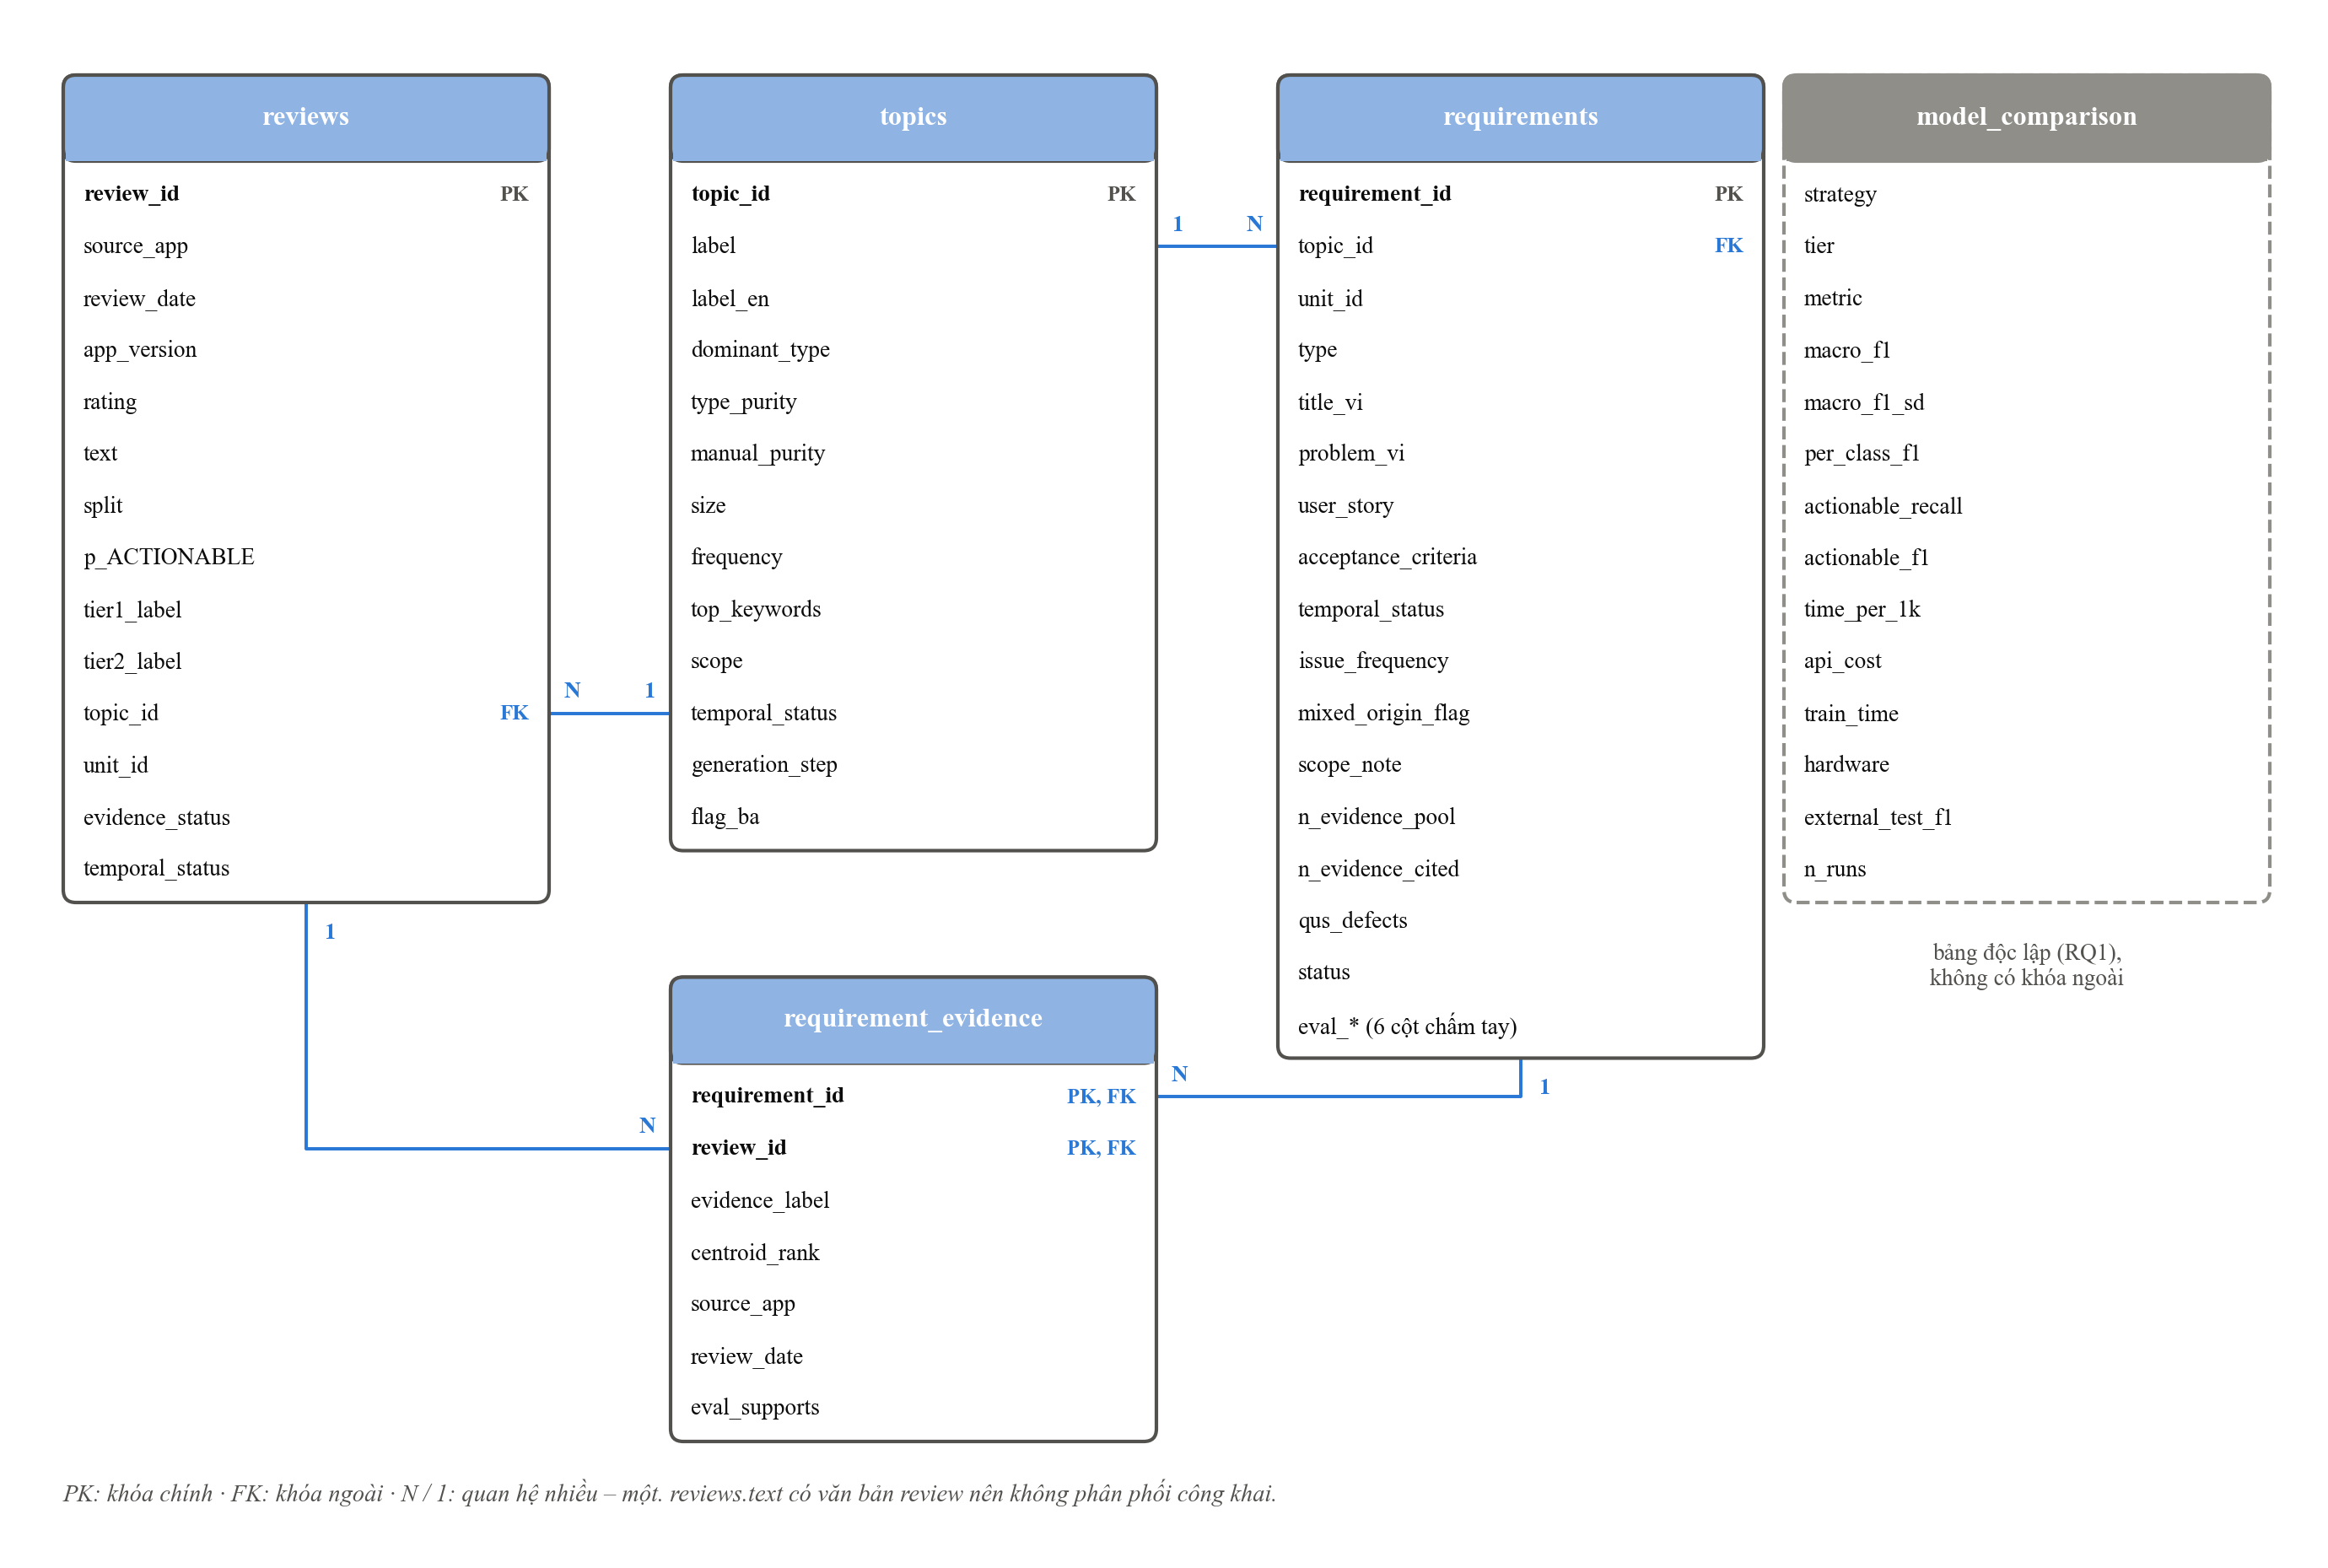 reviews
review_id PK
source_app
review_date
app_version
rating
text
split
p_ACTIONABLE
tier1_label
tier2_label
topic_id FK
unit_id
evidence_status
temporal_status
N 1
topics
topic_id PK
label
label_en
dominant_type
type_purity
manual_purity
size
frequency
top_keywords
scope
temporal_status
generation_step
flag_ba
1 N
requirements
requirement_id PK
topic_id FK
unit_id
type
title_vi
problem_vi
user_story
acceptance_criteria
temporal_status
issue_frequency
mixed_origin_flag
scope_note
n_evidence_pool
n_evidence_cited
qus_defects
status
eval_* (6 cột chấm tay)
model_comparison
strategy
tier
metric
macro_f1
macro_f1_sd
per_class_f1
actionable_recall
actionable_f1
time_per_1k
api_cost
train_time
hardware
external_test_f1
n_runs
bảng độc lập (RQ1),
không có khóa ngoài
1
N
requirement_evidence
requirement_id PK, FK
review_id PK, FK
evidence_label
centroid_rank
source_app
review_date
eval_supports
N
1
PK: khóa chính · FK: khóa ngoài · N / 1: quan hệ nhiều – một. reviews.text có văn bản review nên không phân phối công khai.